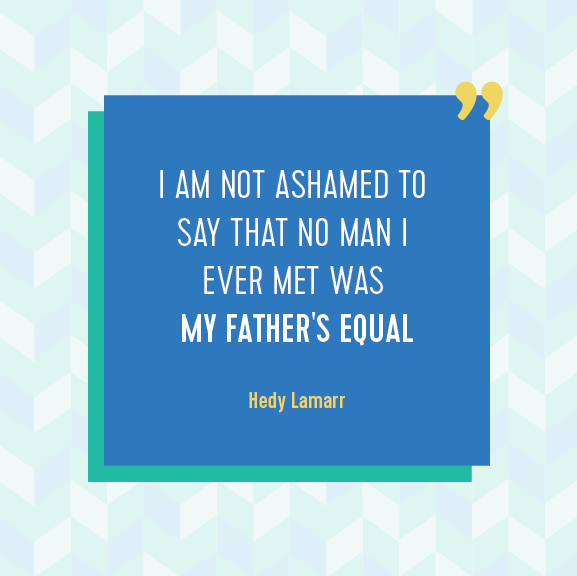 ”
I AM NOT ASHAMED TO
SAY THAT NO MAN I
EVER MET WAS
MY FATHER'S EQUAL
Hedy Lamarr